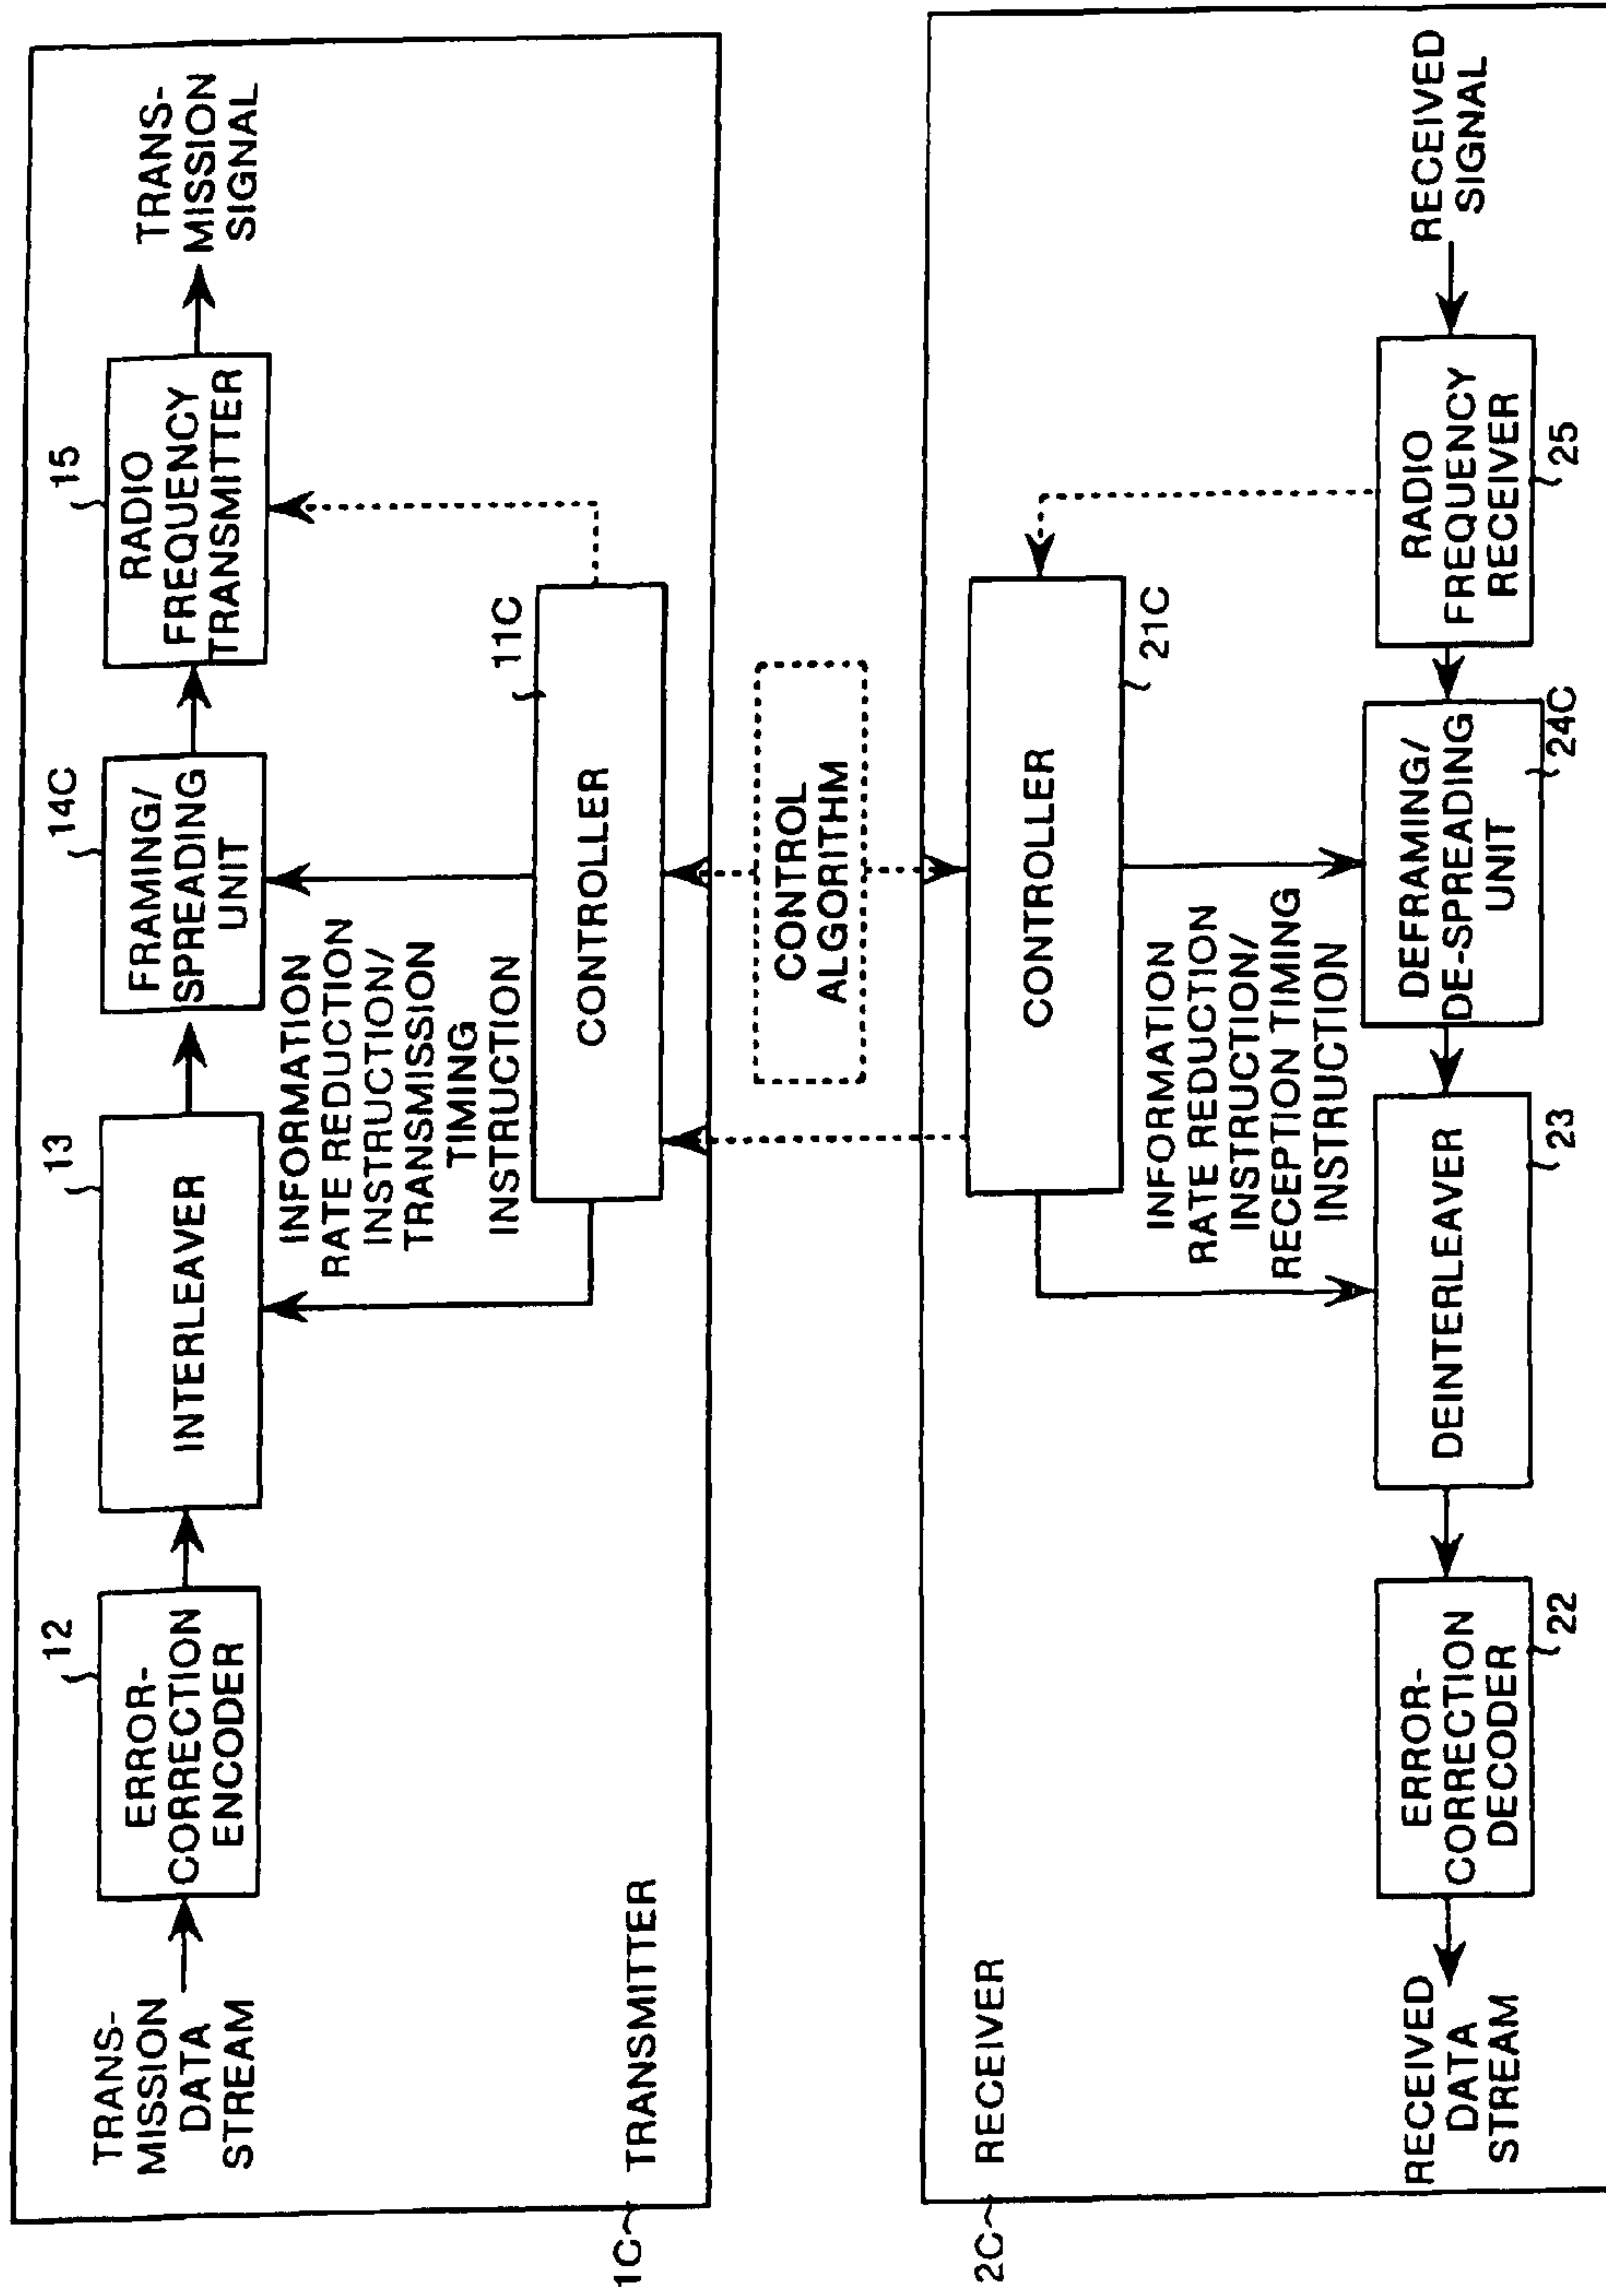 1C
TRANSMITTER
TRANS-
MISSION
DATA
STREAM
12
ERROR-
CORRECTION
ENCODER
13
INTERLEAVER
14C
FRAMING/
SPREADING
UNIT
15
RADIO
FREQUENCY
TRANSMITTER
TRANS-
MISSION
SIGNAL
INFORMATION
RATE REDUCTION
INSTRUCTION/
TRANSMISSION
TIMING
INSTRUCTION
11C
CONTROLLER
CONTROL
ALGORITHM
2C
RECEIVER
CONTROLLER
21C
INFORMATION
RATE REDUCTION
INSTRUCTION/
RECEPTION TIMING
INSTRUCTION
RECEIVED
DATA
STREAM
ERROR-
CORRECTION
DECODER
22
DEINTERLEAVER
23
DEFRAMING/
DE-SPREADING
UNIT
24C
RADIO
FREQUENCY
RECEIVER
25
RECEIVED
SIGNAL